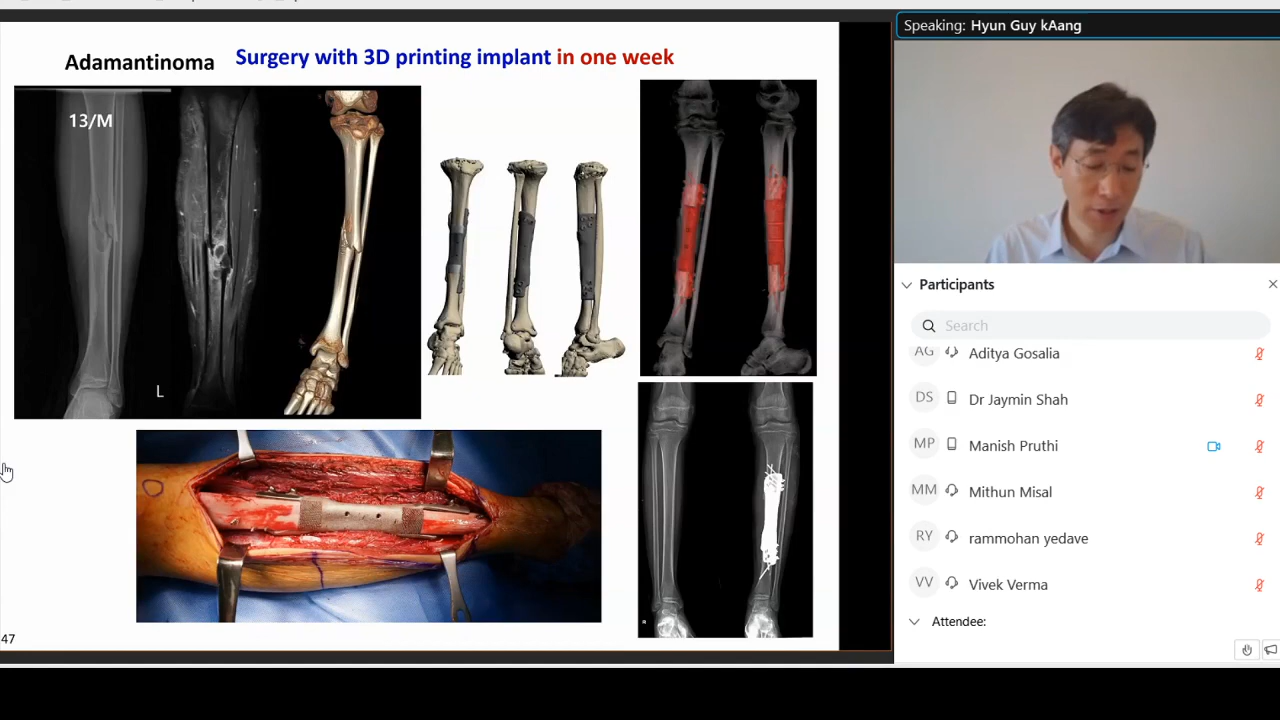 Speaking: Hyun Guy kAang
Adamantinoma
Surgery with 3D printing implant in one week
13/M
L
47
Participants
Search
AG Aditya Gosalia
DS Dr Jaymin Shah
MP Manish Pruthi
MM Mithun Misal
RY rammohan yedave
VV Vivek Verma
Attendee: